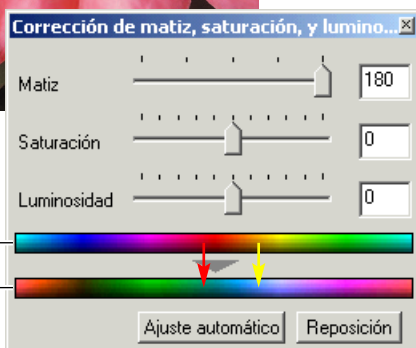 Corrección de matiz, saturación, y lumino...
Matiz 180
Saturación 0
Luminosidad 0
Ajuste automático Reposición